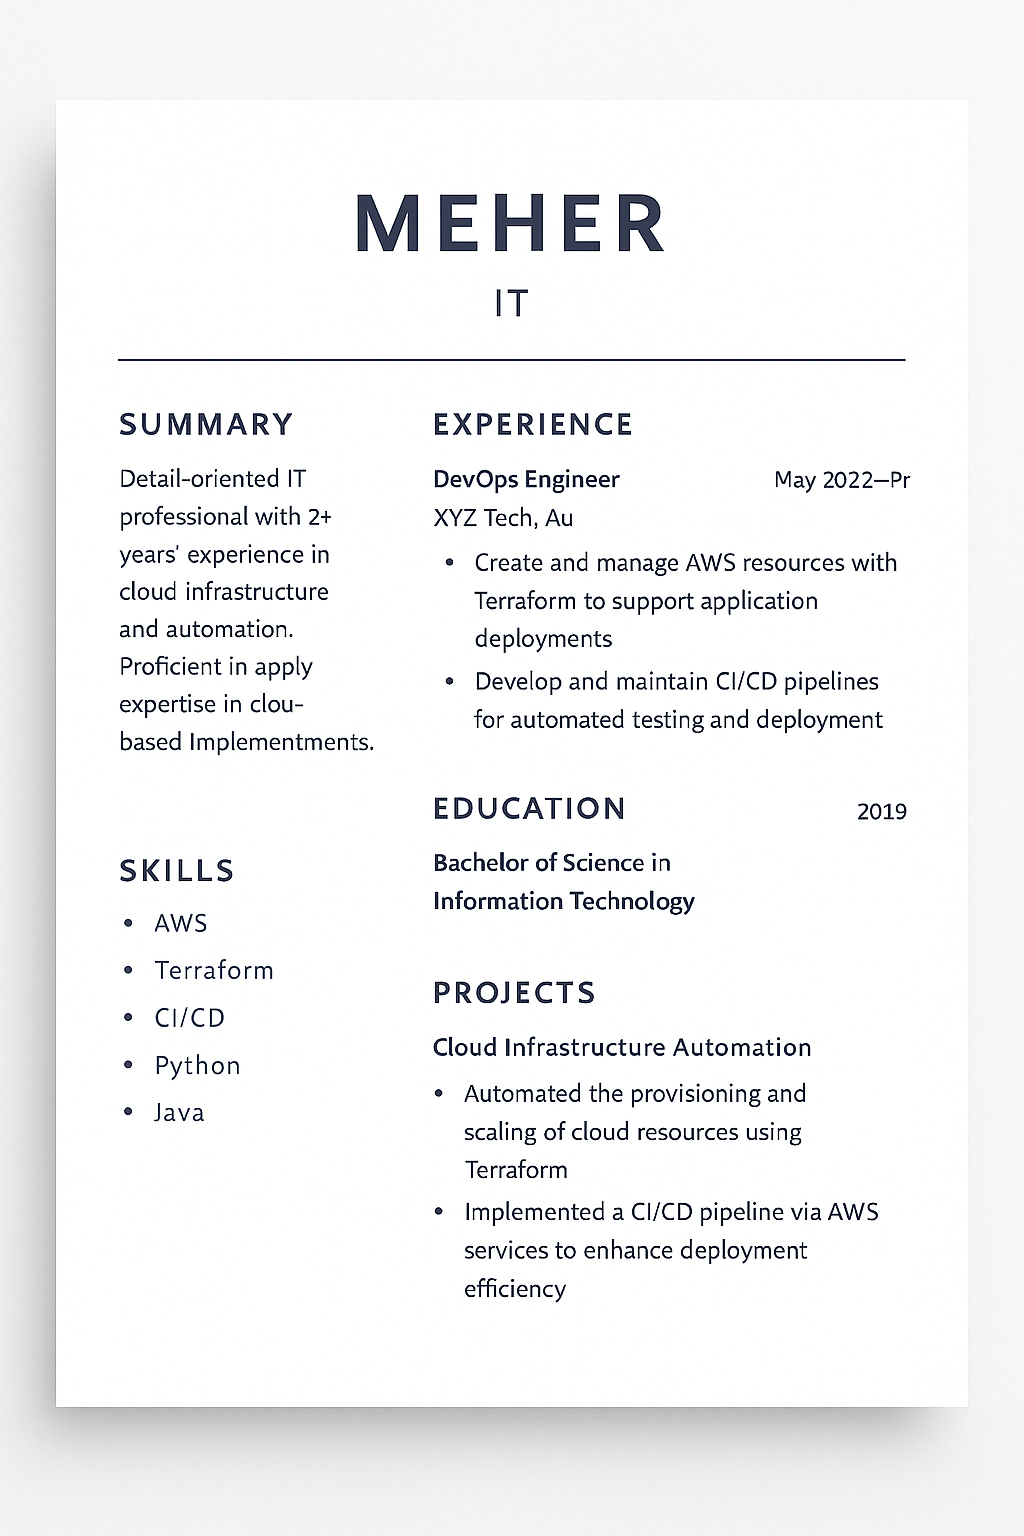 MEHER
IT
SUMMARY
Detail-oriented IT
professional with 2+
years' experience in
cloud infrastructure
and automation.
Proficient in apply
expertise in clou-
based Implementments.
SKILLS
• AWS
• Terraform
• CI/CD
• Python
• Java
EXPERIENCE
DevOps Engineer May 2022–Pr
XYZ Tech, Au
• Create and manage AWS resources with
Terraform to support application
deployments
• Develop and maintain CI/CD pipelines
for automated testing and deployment
EDUCATION 2019
Bachelor of Science in
Information Technology
PROJECTS
Cloud Infrastructure Automation
• Automated the provisioning and
scaling of cloud resources using
Terraform
• Implemented a CI/CD pipeline via AWS
services to enhance deployment
efficiency